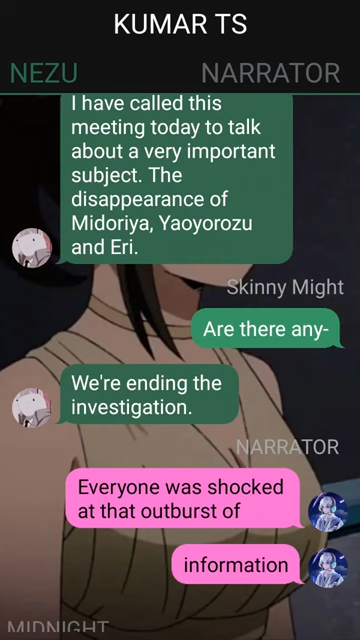 KUMAR TS
NEZU
NARRATOR
I have called this
meeting today to talk
about a very important
subject. The
disappearance of
Midoriya, Yaoyorozu
and Eri.
Skinny Might
Are there any-
We're ending the
investigation.
NARRATOR
Everyone was shocked
at that outburst of
information
MIDNIGHT